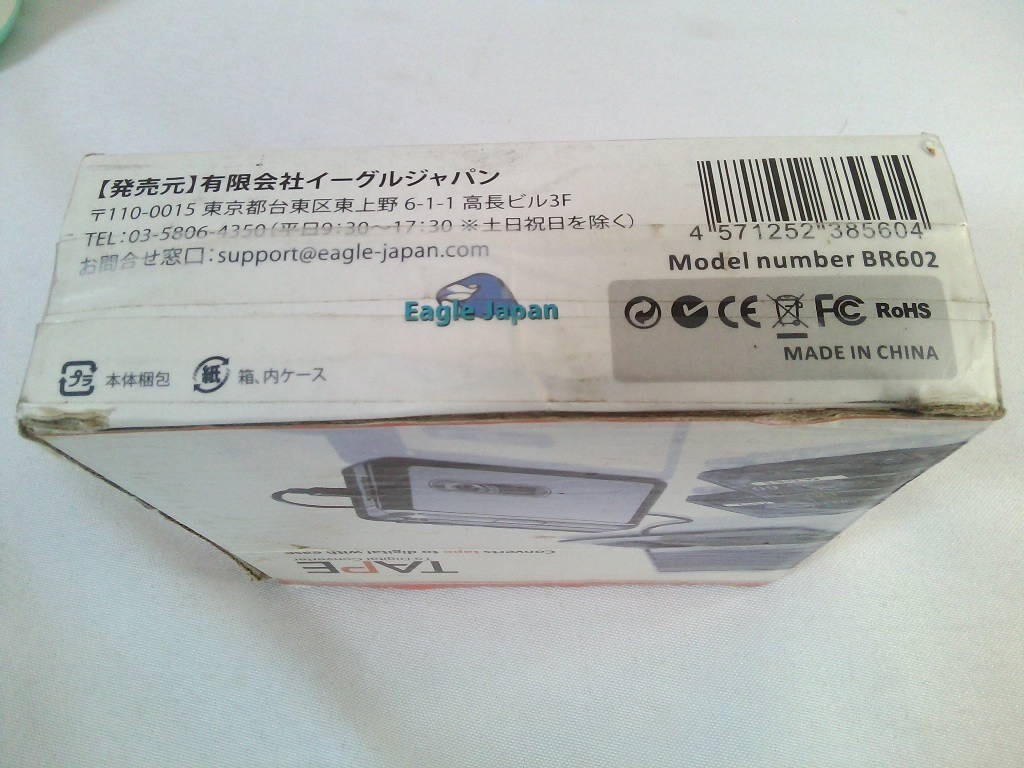 【発売元】有限会社イーグルジャパン
〒110-0015 東京都台東区東上野 6-1-1 高長ビル3F
TEL:03-5806-4350(平日9:30～17:30 ※土日祝日を除く)
お問合せ窓口:support@eagle-japan.com
Eagle Japan
プラ 本体梱包
紙 箱、内ケース
4 571252 385604
Model number BR602
CE FC RoHS
MADE IN CHINA
TAPE
To Digital Converter
Converts tape to digital with ease